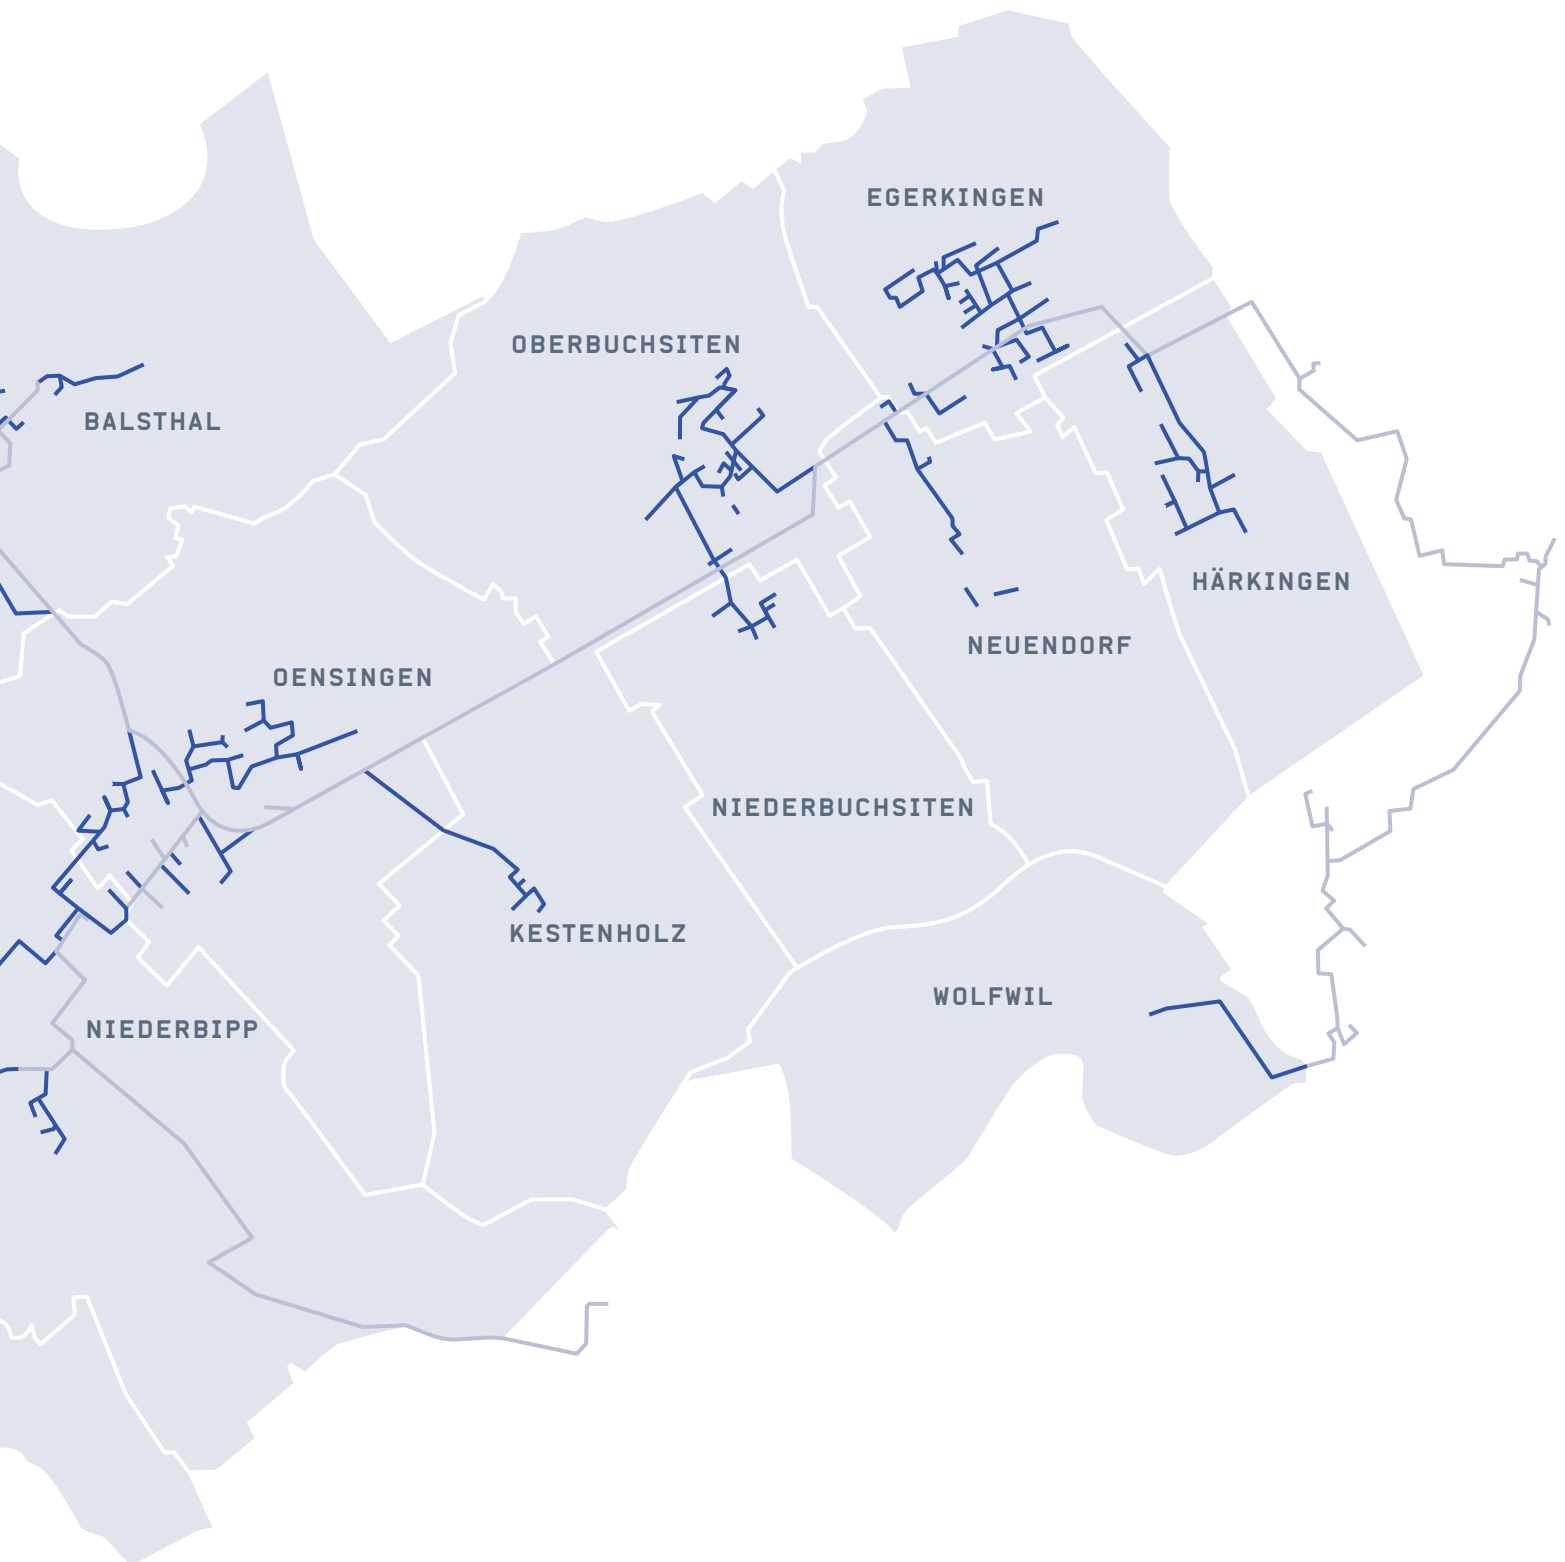 EGERKINGEN
OBERBUCHSITEN
BALSTHAL
HÄRKINGEN
NEUENDORF
OENSINGEN
NIEDERBUCHSITEN
KESTENHOLZ
WOLFWIL
NIEDERBIPP